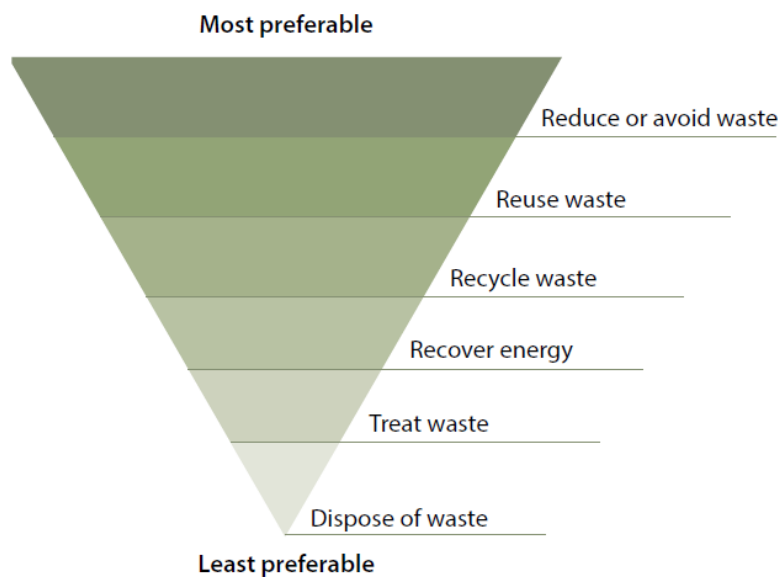 Most preferable
Reduce or avoid waste
Reuse waste
Recycle waste
Recover energy
Treat waste
Dispose of waste
Least preferable